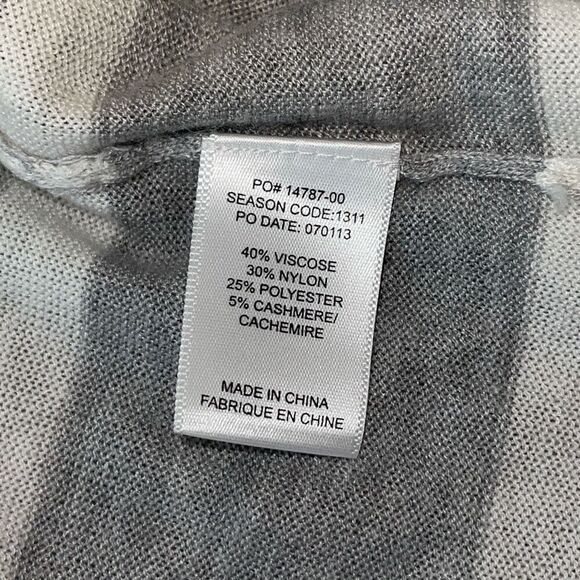 PO# 14787-00
SEASON CODE:1311
PO DATE: 070113
40% VISCOSE
30% NYLON
25% POLYESTER
5% CASHMERE/
CACHEMIRE
MADE IN CHINA
FABRIQUE EN CHINE